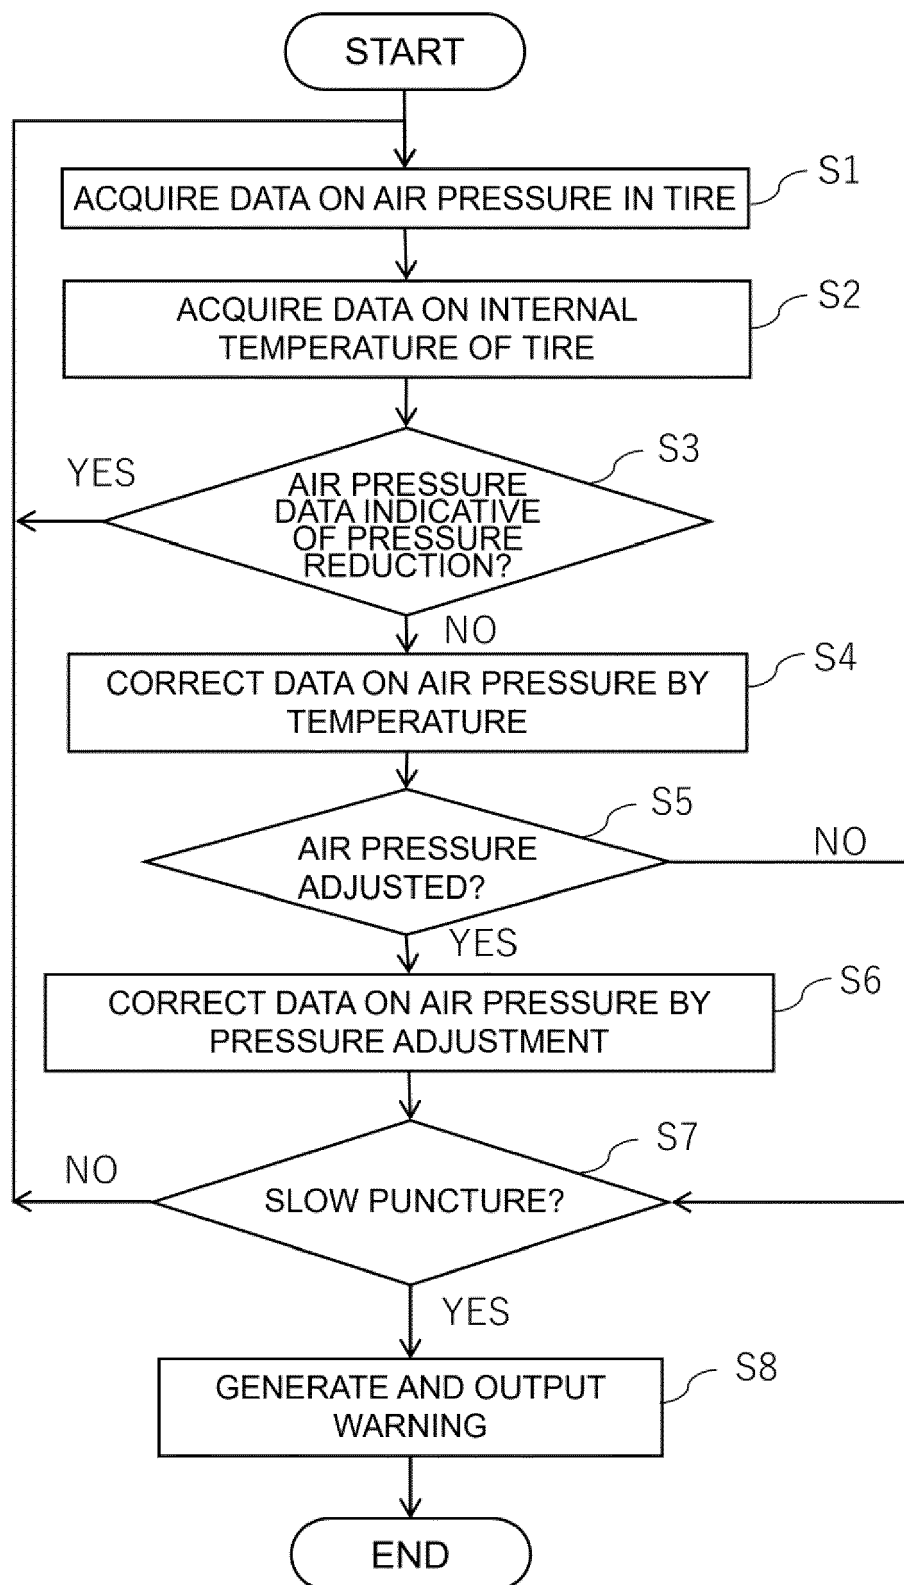 START
ACQUIRE DATA ON AIR PRESSURE IN TIRE
S1
ACQUIRE DATA ON INTERNAL
TEMPERATURE OF TIRE
S2
AIR PRESSURE
DATA INDICATIVE
OF PRESSURE
REDUCTION?
S3
YES
NO
CORRECT DATA ON AIR PRESSURE BY
TEMPERATURE
S4
AIR PRESSURE
ADJUSTED?
S5
NO
YES
CORRECT DATA ON AIR PRESSURE BY
PRESSURE ADJUSTMENT
S6
SLOW PUNCTURE?
S7
NO
YES
GENERATE AND OUTPUT
WARNING
S8
END